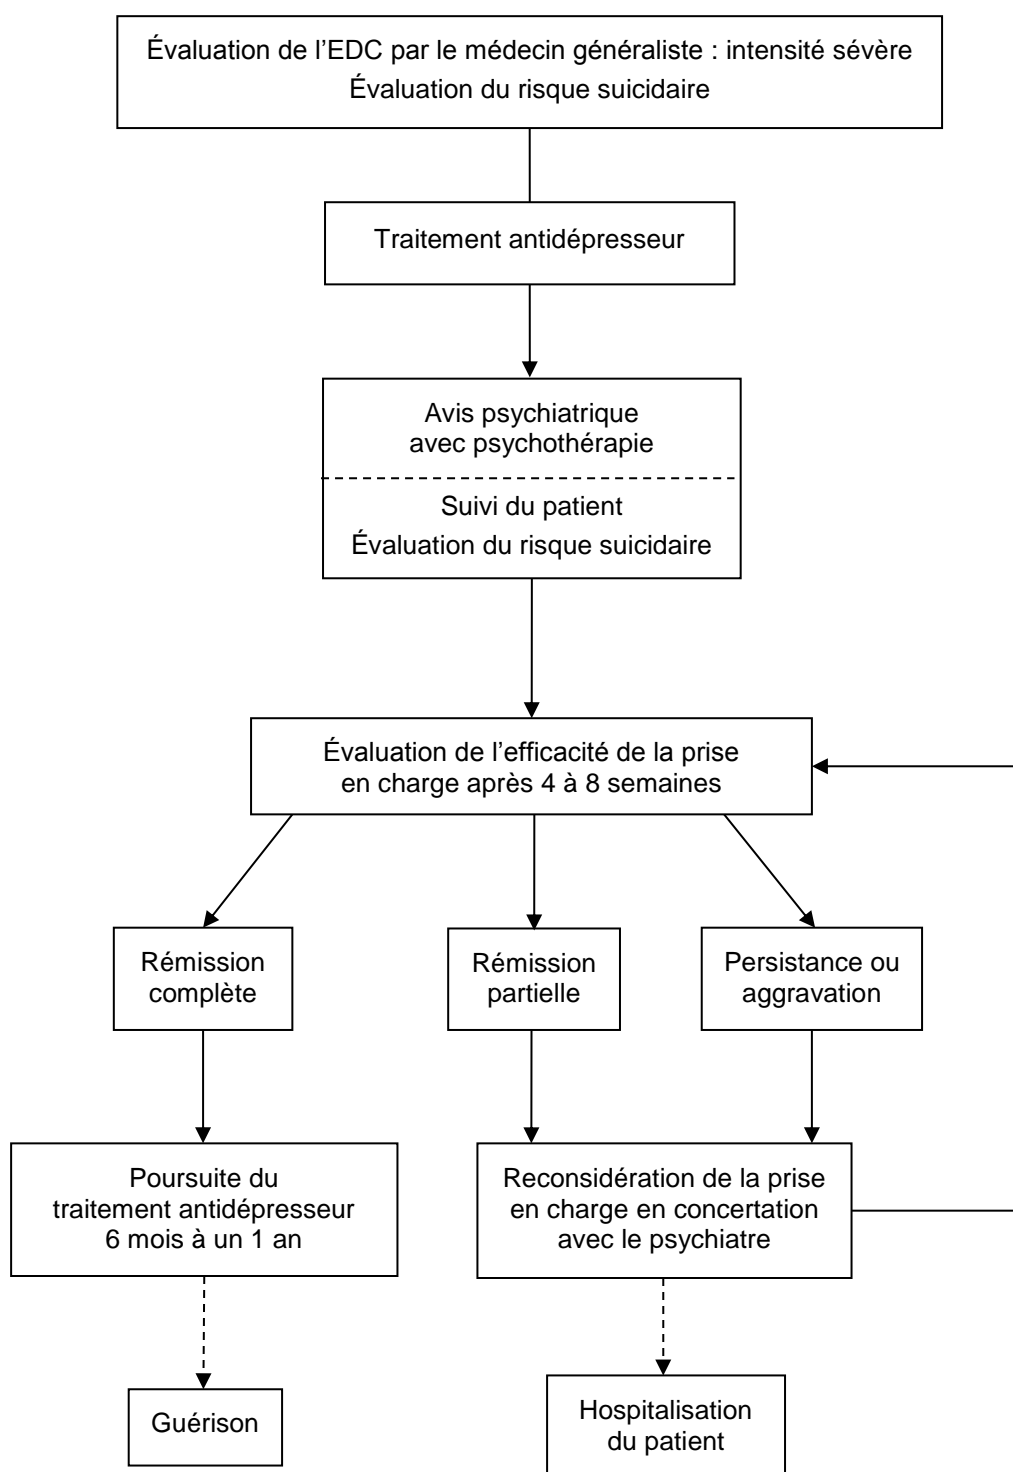 Évaluation de l’EDC par le médecin généraliste : intensité sévère
Évaluation du risque suicidaire
Traitement antidépresseur
Avis psychiatrique
avec psychothérapie
Suivi du patient
Évaluation du risque suicidaire
Évaluation de l’efficacité de la prise
en charge après 4 à 8 semaines
Rémission
complète
Rémission
partielle
Persistance ou
aggravation
Poursuite du
traitement antidépresseur
6 mois à un 1 an
Reconsidération de la prise
en charge en concertation
avec le psychiatre
Guérison
Hospitalisation
du patient